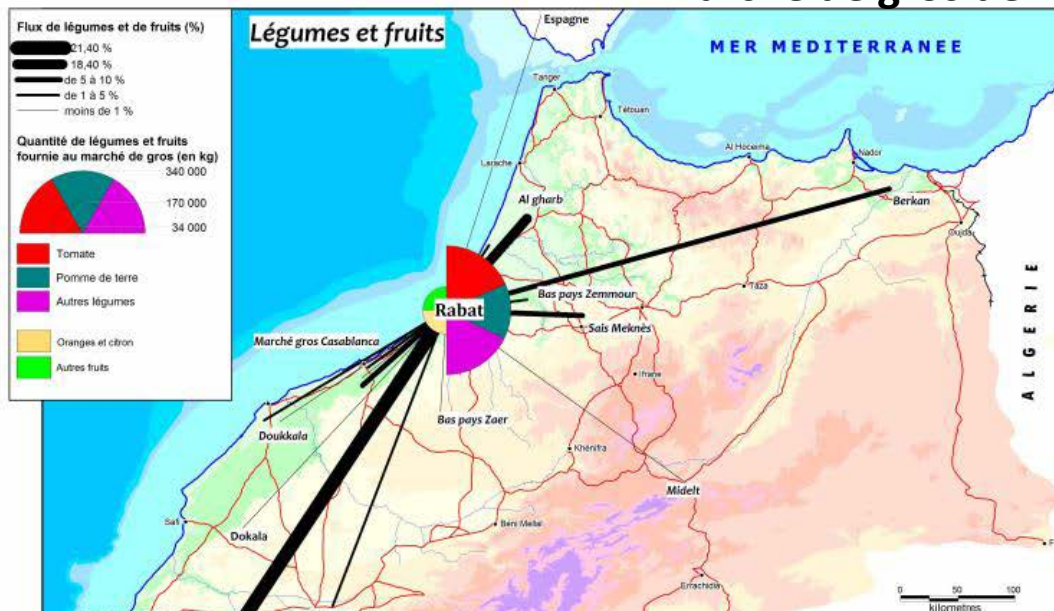 Flux de légumes et de fruits (%)
21,40 %
18,40 %
de 5 à 10 %
de 1 à 5 %
moins de 1 %
Quantité de légumes et fruits
fournie au marché de gros (en kg)
340 000
170 000
34 000
Tomate
Pomme de terre
Autres légumes
Oranges et citron
Autres fruits
Légumes et fruits
Espagne
MER MEDITERRANEE
Tanger
Tétouan
Larache
Al Hoceima
Nador
Al gharb
Berkan
Oujda
Bas pays Zemmour
Taza
Rabat
Saïs Meknès
Marché gros Casablanca
ALGERIE
Ifrane
Bas pays Zaer
Doukkala
Khénifra
Midelt
Safi
Dokala
Béni Mellal
Errachidia
0 50 100
kilomètres